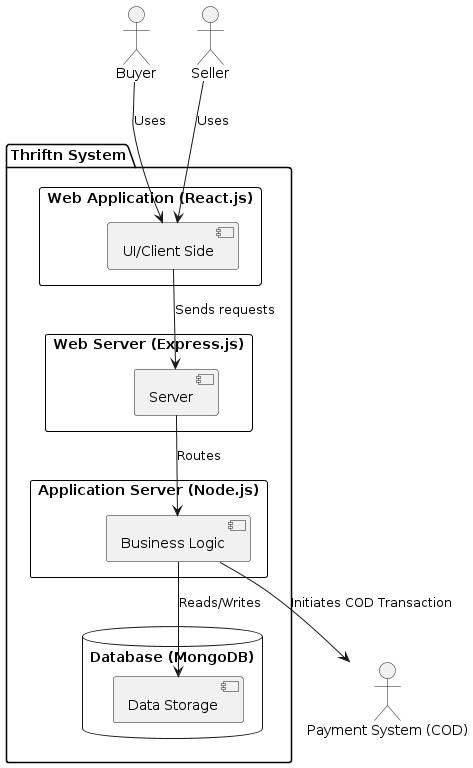 Buyer
Seller
Uses
Uses
Thriftn System
Web Application (React.js)
UI/Client Side
Sends requests
Web Server (Express.js)
Server
Routes
Application Server (Node.js)
Business Logic
Reads/Writes
Initiates COD Transaction
Database (MongoDB)
Data Storage
Payment System (COD)